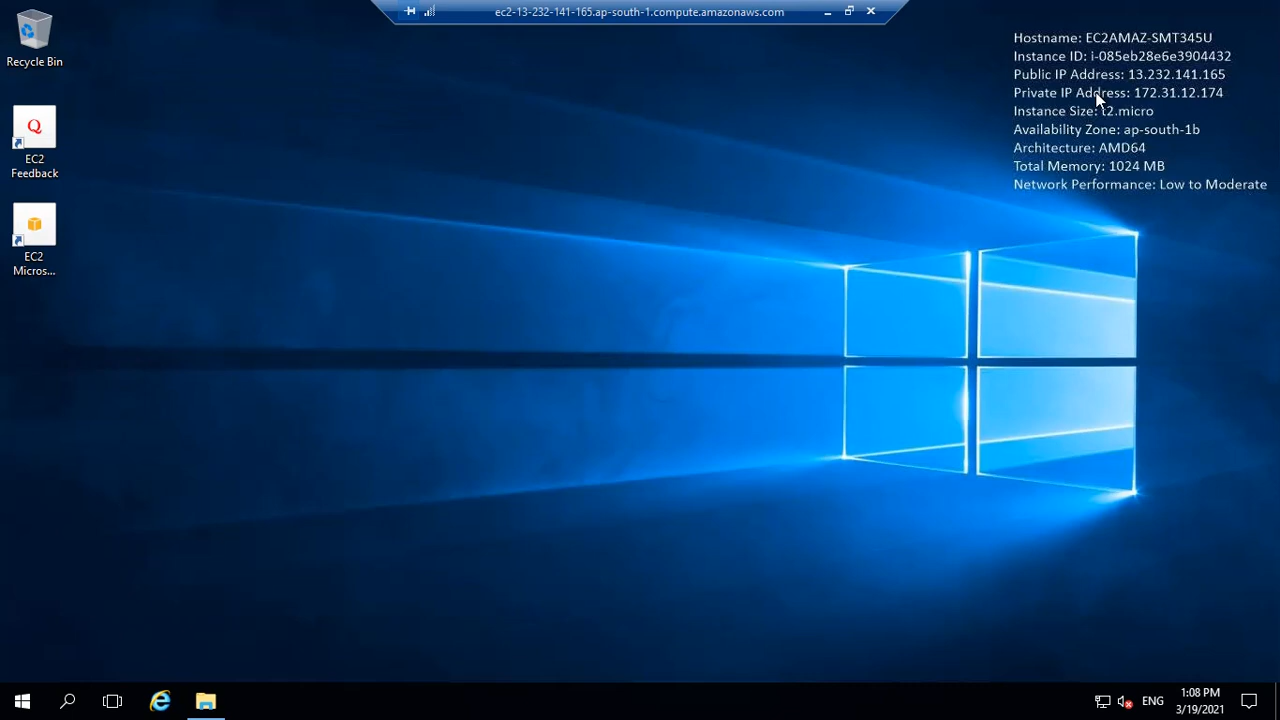 ec2-13-232-141-165.ap-south-1.compute.amazonaws.com
Hostname: EC2AMAZ-SMT345U
Instance ID: i-085eb28e6e3904432
Public IP Address: 13.232.141.165
Private IP Address: 172.31.12.174
Instance Size: t2.micro
Availability Zone: ap-south-1b
Architecture: AMD64
Total Memory: 1024 MB
Network Performance: Low to Moderate
Recycle Bin
Q
EC2
Feedback
EC2
Micros...
ENG
1:08 PM
3/19/2021